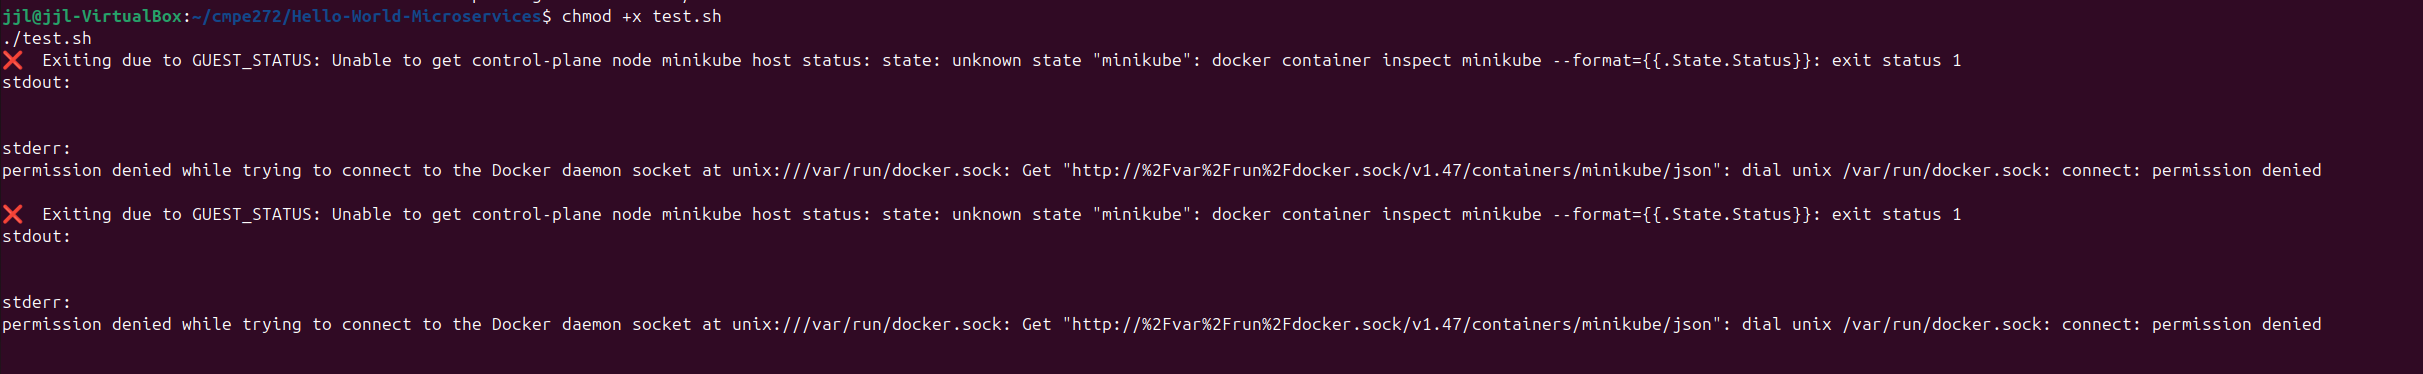 jjl@jjl-VirtualBox:~/cmpe272/Hello-World-Microservices$ chmod +x test.sh
./test.sh
❌  Exiting due to GUEST_STATUS: Unable to get control-plane node minikube host status: state: unknown state "minikube": docker container inspect minikube --format={{.State.Status}}: exit status 1
stdout:
stderr:
permission denied while trying to connect to the Docker daemon socket at unix:///var/run/docker.sock: Get "http://%2Fvar%2Frun%2Fdocker.sock/v1.47/containers/minikube/json": dial unix /var/run/docker.sock: connect: permission denied
❌  Exiting due to GUEST_STATUS: Unable to get control-plane node minikube host status: state: unknown state "minikube": docker container inspect minikube --format={{.State.Status}}: exit status 1
stdout:
stderr:
permission denied while trying to connect to the Docker daemon socket at unix:///var/run/docker.sock: Get "http://%2Fvar%2Frun%2Fdocker.sock/v1.47/containers/minikube/json": dial unix /var/run/docker.sock: connect: permission denied